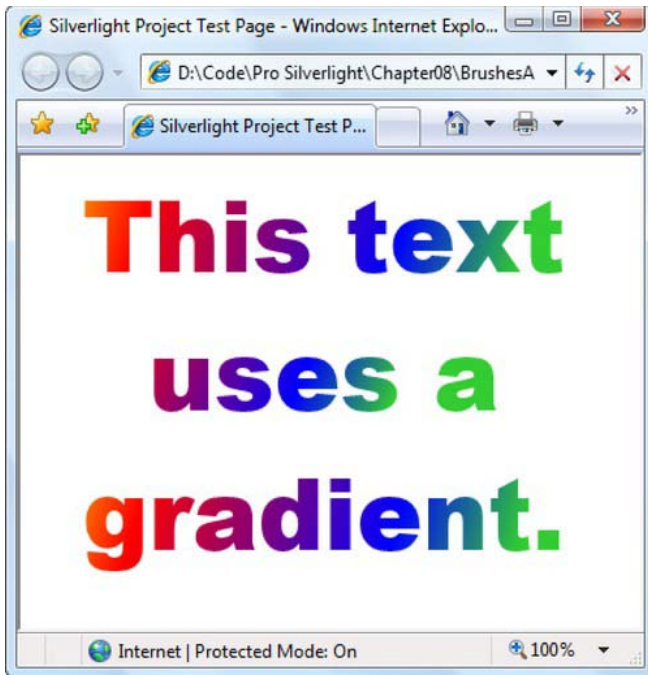 Silverlight Project Test Page - Windows Internet Explo...
D:\Code\Pro Silverlight\Chapter08\BrushesA
Silverlight Project Test P...
This text
uses a
gradient.
Internet | Protected Mode: On
100%